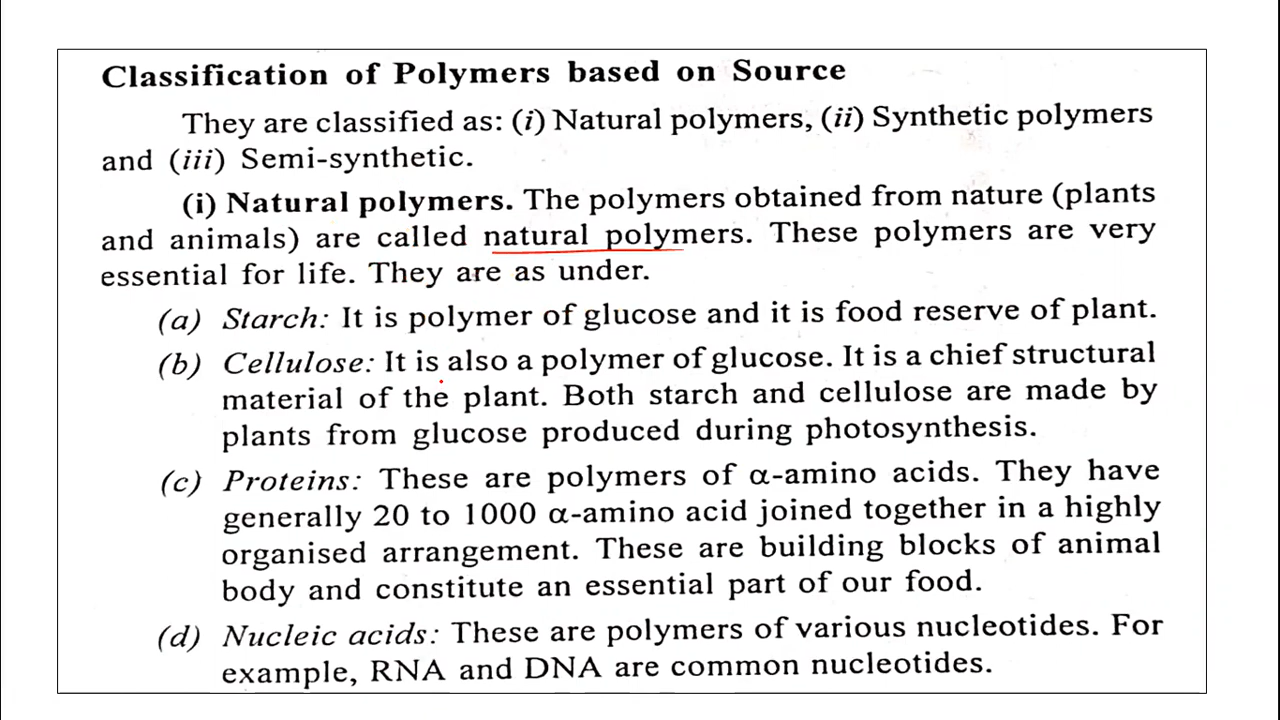 Classification of Polymers based on Source
They are classified as: (i) Natural polymers, (ii) Synthetic polymers
and (iii) Semi-synthetic.
(i) Natural polymers. The polymers obtained from nature (plants
and animals) are called natural polymers. These polymers are very
essential for life. They are as under.
(a) Starch: It is polymer of glucose and it is food reserve of plant.
(b) Cellulose: It is also a polymer of glucose. It is a chief structural
material of the plant. Both starch and cellulose are made by
plants from glucose produced during photosynthesis.
(c) Proteins: These are polymers of α-amino acids. They have
generally 20 to 1000 α-amino acid joined together in a highly
organised arrangement. These are building blocks of animal
body and constitute an essential part of our food.
(d) Nucleic acids: These are polymers of various nucleotides. For
example, RNA and DNA are common nucleotides.